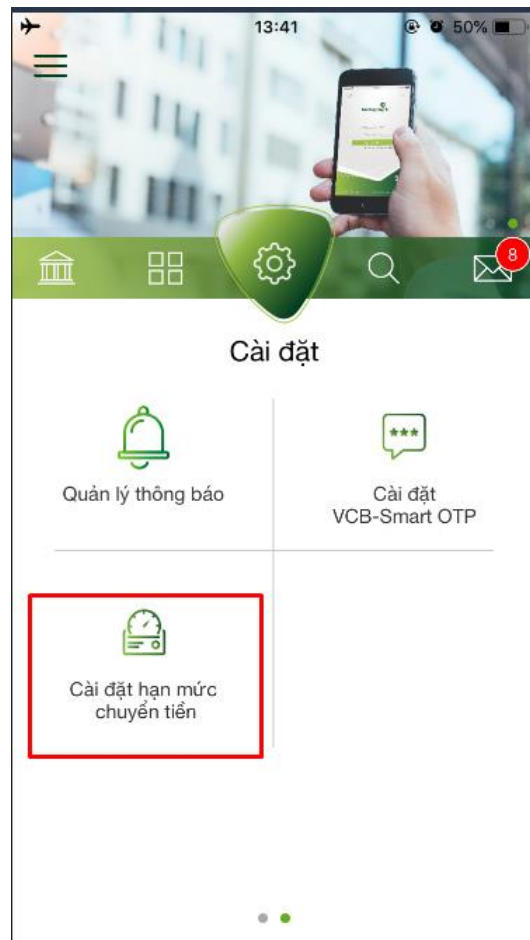 13:41
50%
8
Cài đặt
Quản lý thông báo
Cài đặt
VCB-Smart OTP
Cài đặt hạn mức
chuyển tiền